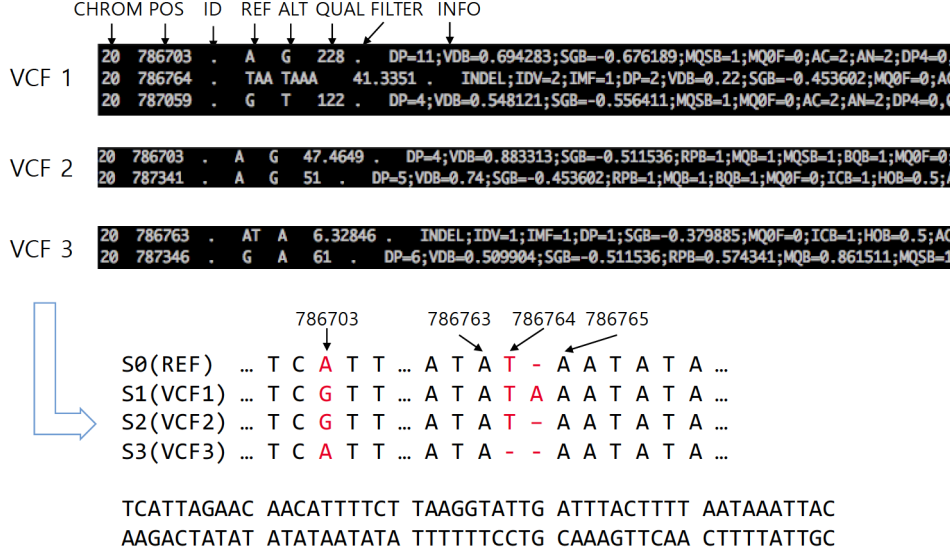 CHROM POS ID REF ALT QUAL FILTER INFO
VCF 1
20 786703 . A G 228 . DP=11;VDB=0.694283;SGB=-0.676189;MQSB=1;MQ0F=0;AC=2;AN=2;DP4=0,
20 786764 . TAA TAAA 41.3351 . INDEL;IDV=2;IMF=1;DP=2;VDB=0.22;SGB=-0.453602;MQ0F=0;AC
20 787059 . G T 122 . DP=4;VDB=0.548121;SGB=-0.556411;MQSB=1;MQ0F=0;AC=2;AN=2;DP4=0,0
VCF 2
20 786703 . A G 47.4649 . DP=4;VDB=0.883313;SGB=-0.511536;RPB=1;MQB=1;MQSB=1;BQB=1;MQ0F=0;
20 787341 . A G 51 . DP=5;VDB=0.74;SGB=-0.453602;RPB=1;MQB=1;BQB=1;MQ0F=0;ICB=1;HOB=0.5;
VCF 3
20 786763 . AT A 6.32846 . INDEL;IDV=1;IMF=1;DP=1;SGB=-0.379885;MQ0F=0;ICB=1;HOB=0.5;AC
20 787346 . G A 61 . DP=6;VDB=0.509904;SGB=-0.511536;RPB=0.574341;MQB=0.861511;MQSB=1
786703 786763 786764 786765
S0(REF) … T C A T T … A T A T - A A T A T A …
S1(VCF1) … T C G T T … A T A T A A A T A T A …
S2(VCF2) … T C G T T … A T A T - A A T A T A …
S3(VCF3) … T C A T T … A T A - - A A T A T A …
TCATTAGAAC AACATTTTCT TAAGGTATTG ATTTACTTTT AATAAATTAC
AAGACTATAT ATATAATATA TTTTTTCCTG CAAAGTTCAA CTTTTATTGC